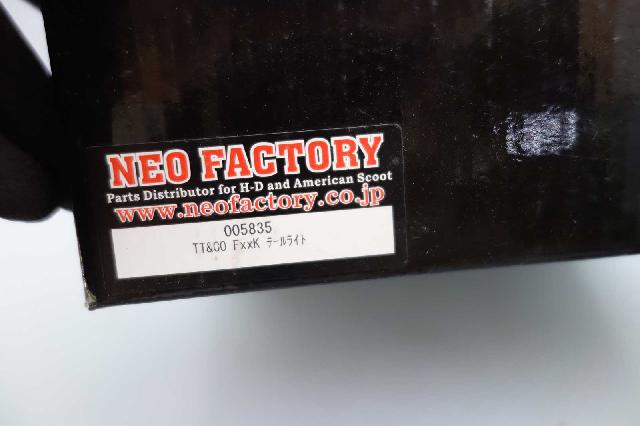 NEO FACTORY
Parts Distributor for H-D and American Scoot
www.neofactory.co.jp
005835
TT&CO FxxK テールライト